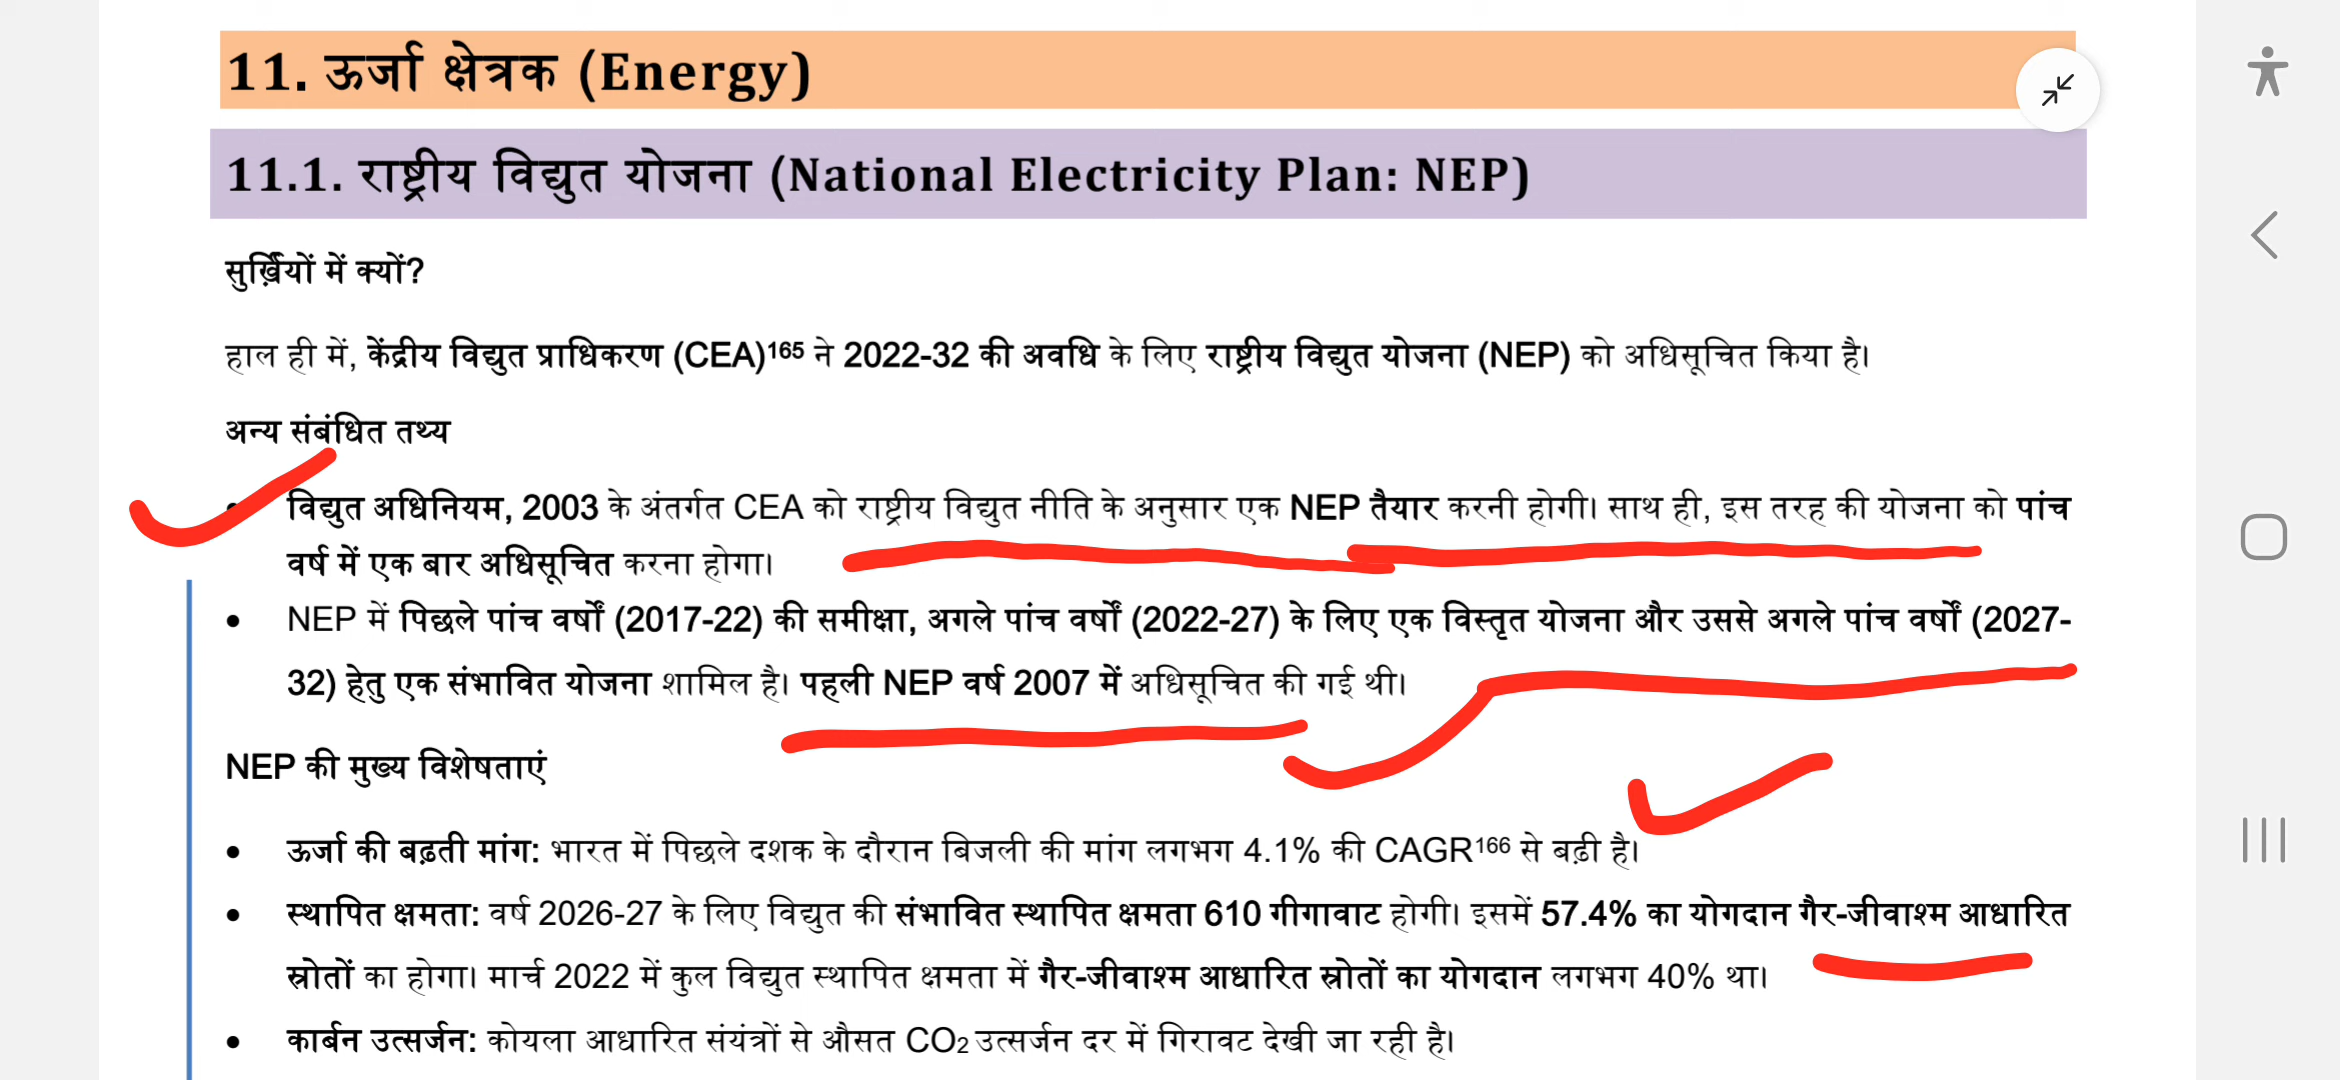 11. ऊर्जा क्षेत्रक (Energy)
11.1. राष्ट्रीय विद्युत योजना (National Electricity Plan: NEP)
सुर्ख़ियों में क्यों?
हाल ही में, केंद्रीय विद्युत प्राधिकरण (CEA)165 ने 2022-32 की अवधि के लिए राष्ट्रीय विद्युत योजना (NEP) को अधिसूचित किया है।
अन्य संबंधित तथ्य
• विद्युत अधिनियम, 2003 के अंतर्गत CEA को राष्ट्रीय विद्युत नीति के अनुसार एक NEP तैयार करनी होगी। साथ ही, इस तरह की योजना को पांच
वर्ष में एक बार अधिसूचित करना होगा।
• NEP में पिछले पांच वर्षों (2017-22) की समीक्षा, अगले पांच वर्षों (2022-27) के लिए एक विस्तृत योजना और उससे अगले पांच वर्षों (2027-
32) हेतु एक संभावित योजना शामिल है। पहली NEP वर्ष 2007 में अधिसूचित की गई थी।
NEP की मुख्य विशेषताएं
• ऊर्जा की बढ़ती मांग: भारत में पिछले दशक के दौरान बिजली की मांग लगभग 4.1% की CAGR166 से बढ़ी है।
• स्थापित क्षमता: वर्ष 2026-27 के लिए विद्युत की संभावित स्थापित क्षमता 610 गीगावाट होगी। इसमें 57.4% का योगदान गैर-जीवाश्म आधारित
स्रोतों का होगा। मार्च 2022 में कुल विद्युत स्थापित क्षमता में गैर-जीवाश्म आधारित स्रोतों का योगदान लगभग 40% था।
• कार्बन उत्सर्जन: कोयला आधारित संयंत्रों से औसत CO2 उत्सर्जन दर में गिरावट देखी जा रही है।